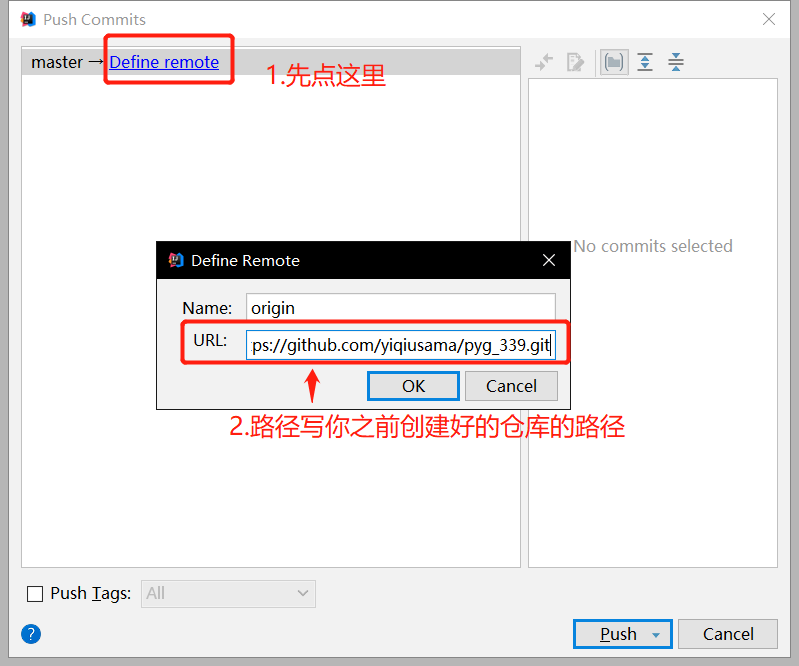 Push Commits
master → Define remote
1.先点这里
No commits selected
Define Remote
Name: origin
URL: ps://github.com/yiqiusama/pyg_339.git
OK Cancel
2.路径写你之前创建好的仓库的路径
Push Tags: All
? Push Cancel